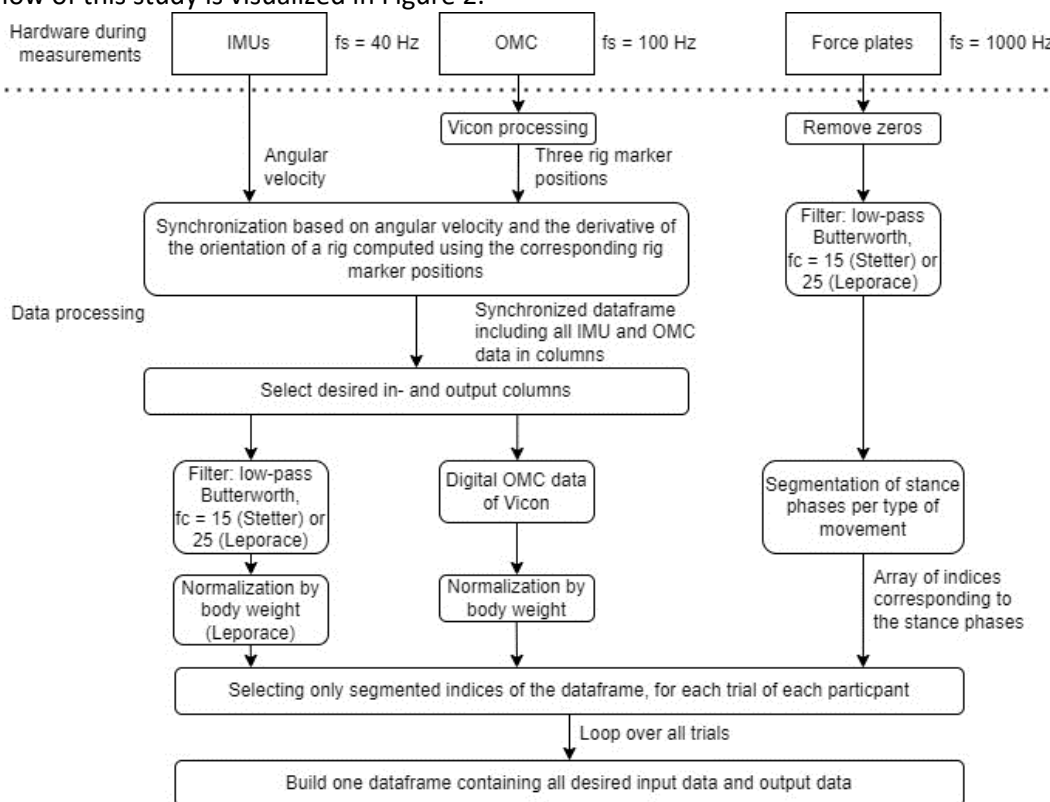 low of this study is visualized in Figure 2.
Hardware during
measurements
IMUs
fs = 40 Hz
OMC
fs = 100 Hz
Force plates
fs = 1000 Hz
Vicon processing
Remove zeros
Angular
velocity
Three rig marker
positions
Synchronization based on angular velocity and the derivative of
the orientation of a rig computed using the corresponding rig
marker positions
Filter: low-pass
Butterworth,
fc = 15 (Stetter) or
25 (Leporace)
Data processing
Synchronized dataframe
including all IMU and OMC
data in columns
Select desired in- and output columns
Filter: low-pass
Butterworth,
fc = 15 (Stetter) or
25 (Leporace)
Digital OMC data
of Vicon
Segmentation of stance
phases per type of
movement
Normalization by
body weight
(Leporace)
Normalization by
body weight
Array of indices
corresponding to
the stance phases
Selecting only segmented indices of the dataframe, for each trial of each particpant
Loop over all trials
Build one dataframe containing all desired input data and output data